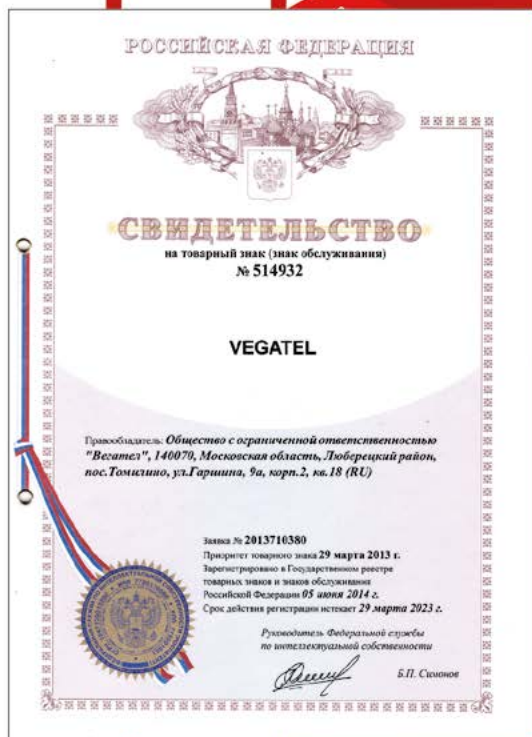 РОССИЙСКАЯ ФЕДЕРАЦИЯ
СВИДЕТЕЛЬСТВО
на товарный знак (знак обслуживания)
№ 514932
VEGATEL
Правообладатель: Общество с ограниченной ответственностью
"Вегател", 140070, Московская область, Люберецкий район,
пос.Томилино, ул.Гаршина, 9а, корп.2, кв.18 (RU)
Заявка № 2013710380
Приоритет товарного знака 29 марта 2013 г.
Зарегистрировано в Государственном реестре
товарных знаков и знаков обслуживания
Российской Федерации 05 июня 2014 г.
Срок действия регистрации истекает 29 марта 2023 г.
Руководитель Федеральной службы
по интеллектуальной собственности
Б.П. Симонов